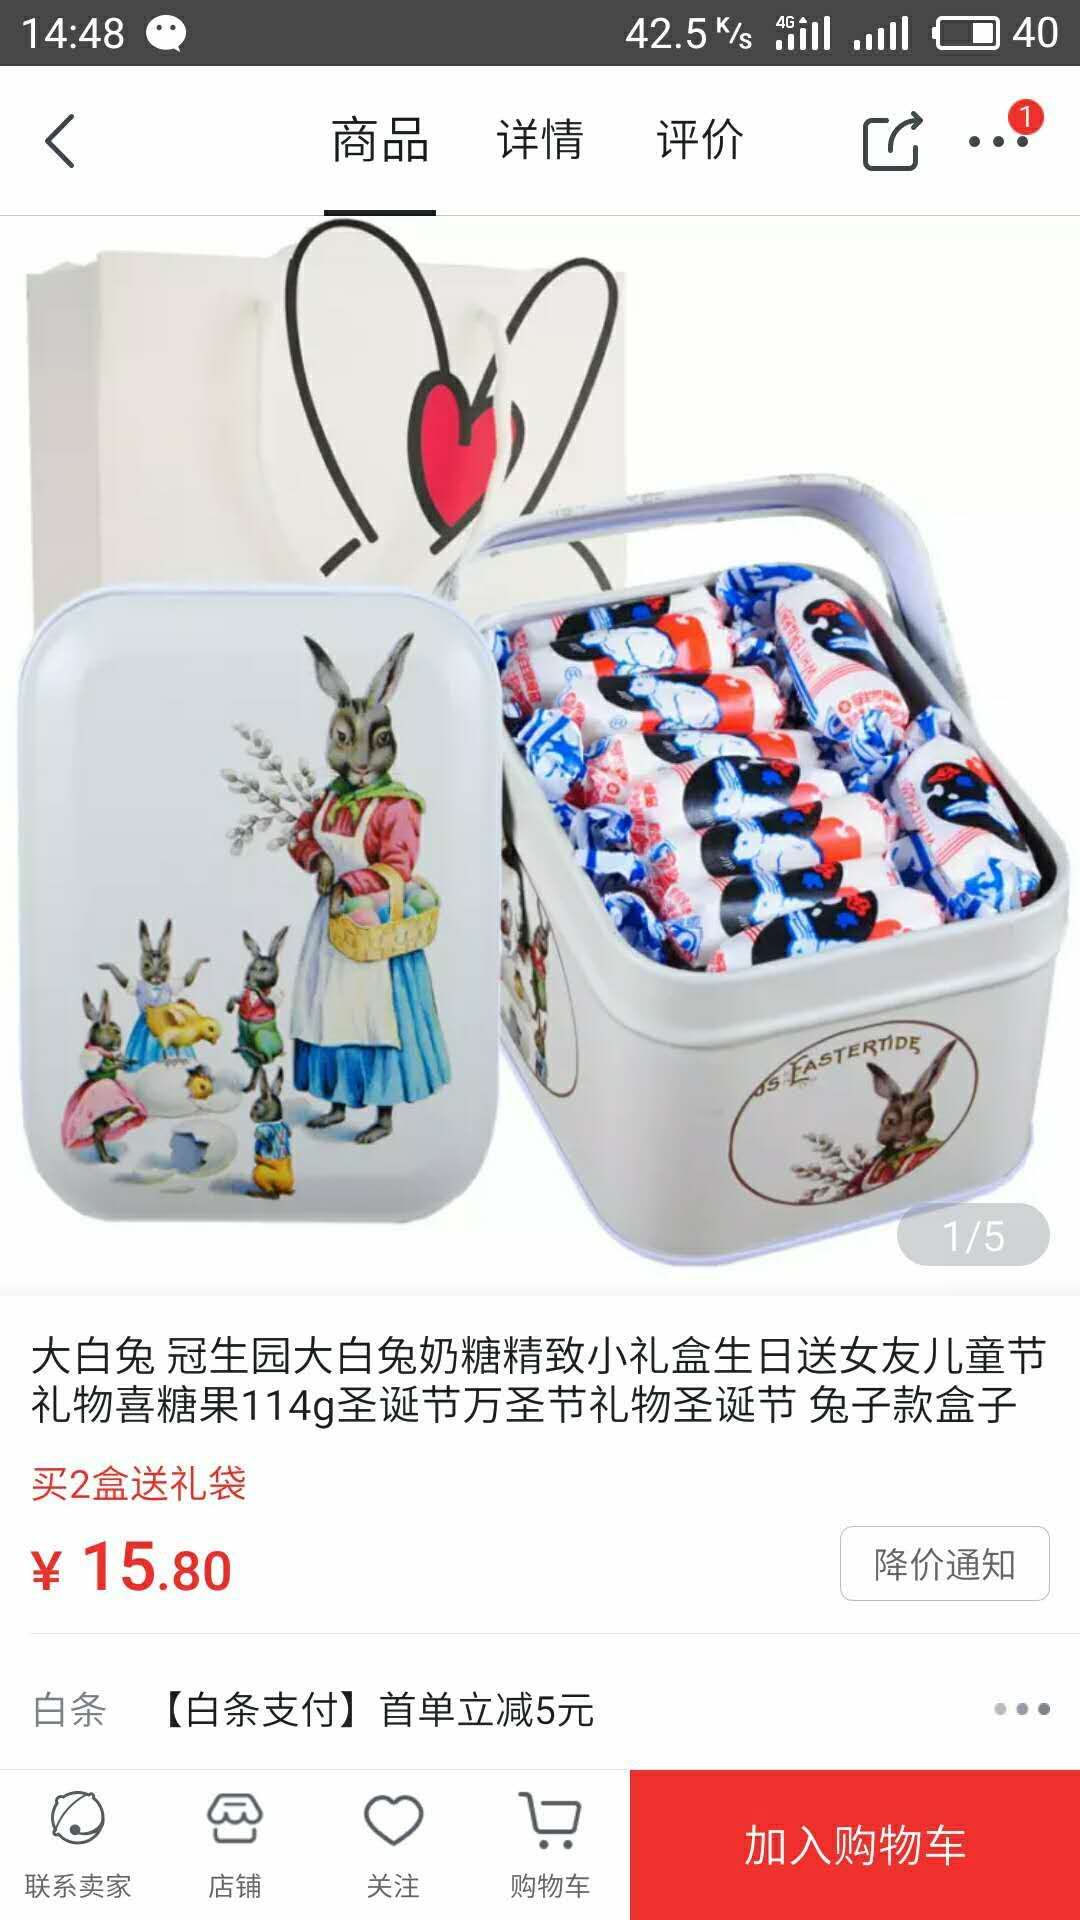 14:48 42.5 K/s 4G 40
商品 详情 评价 1
EASTERTIDE
1/5
大白兔 冠生园大白兔奶糖精致小礼盒生日送女友儿童节
礼物喜糖果114g圣诞节万圣节礼物圣诞节 兔子款盒子
买2盒送礼袋
¥ 15.80 降价通知
白条 【白条支付】首单立减5元
联系卖家 店铺 关注 购物车 加入购物车